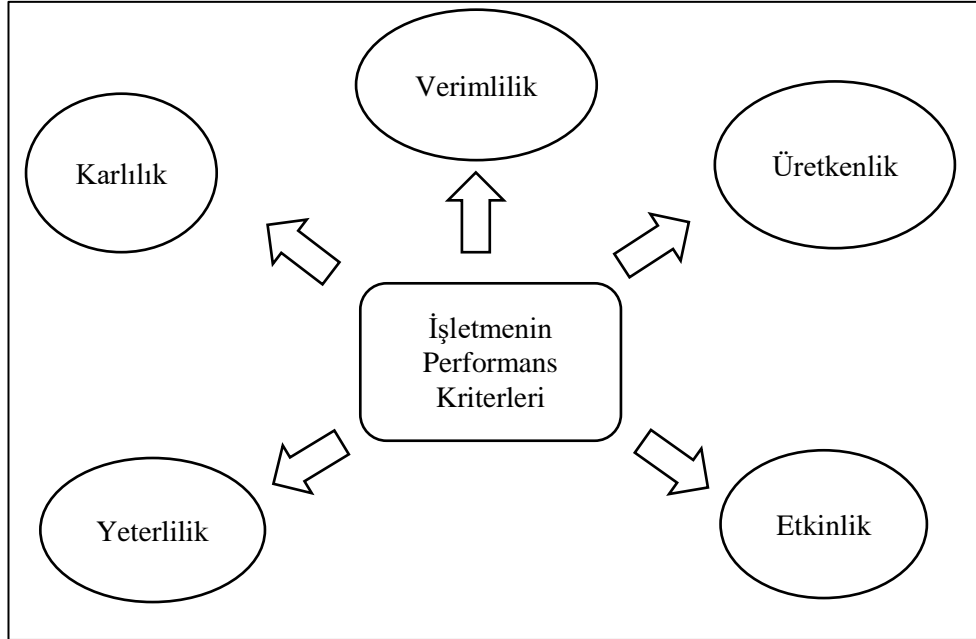 Verimlilik
Karlılık
Üretkenlik
İşletmenin
Performans
Kriterleri
Yeterlilik
Etkinlik